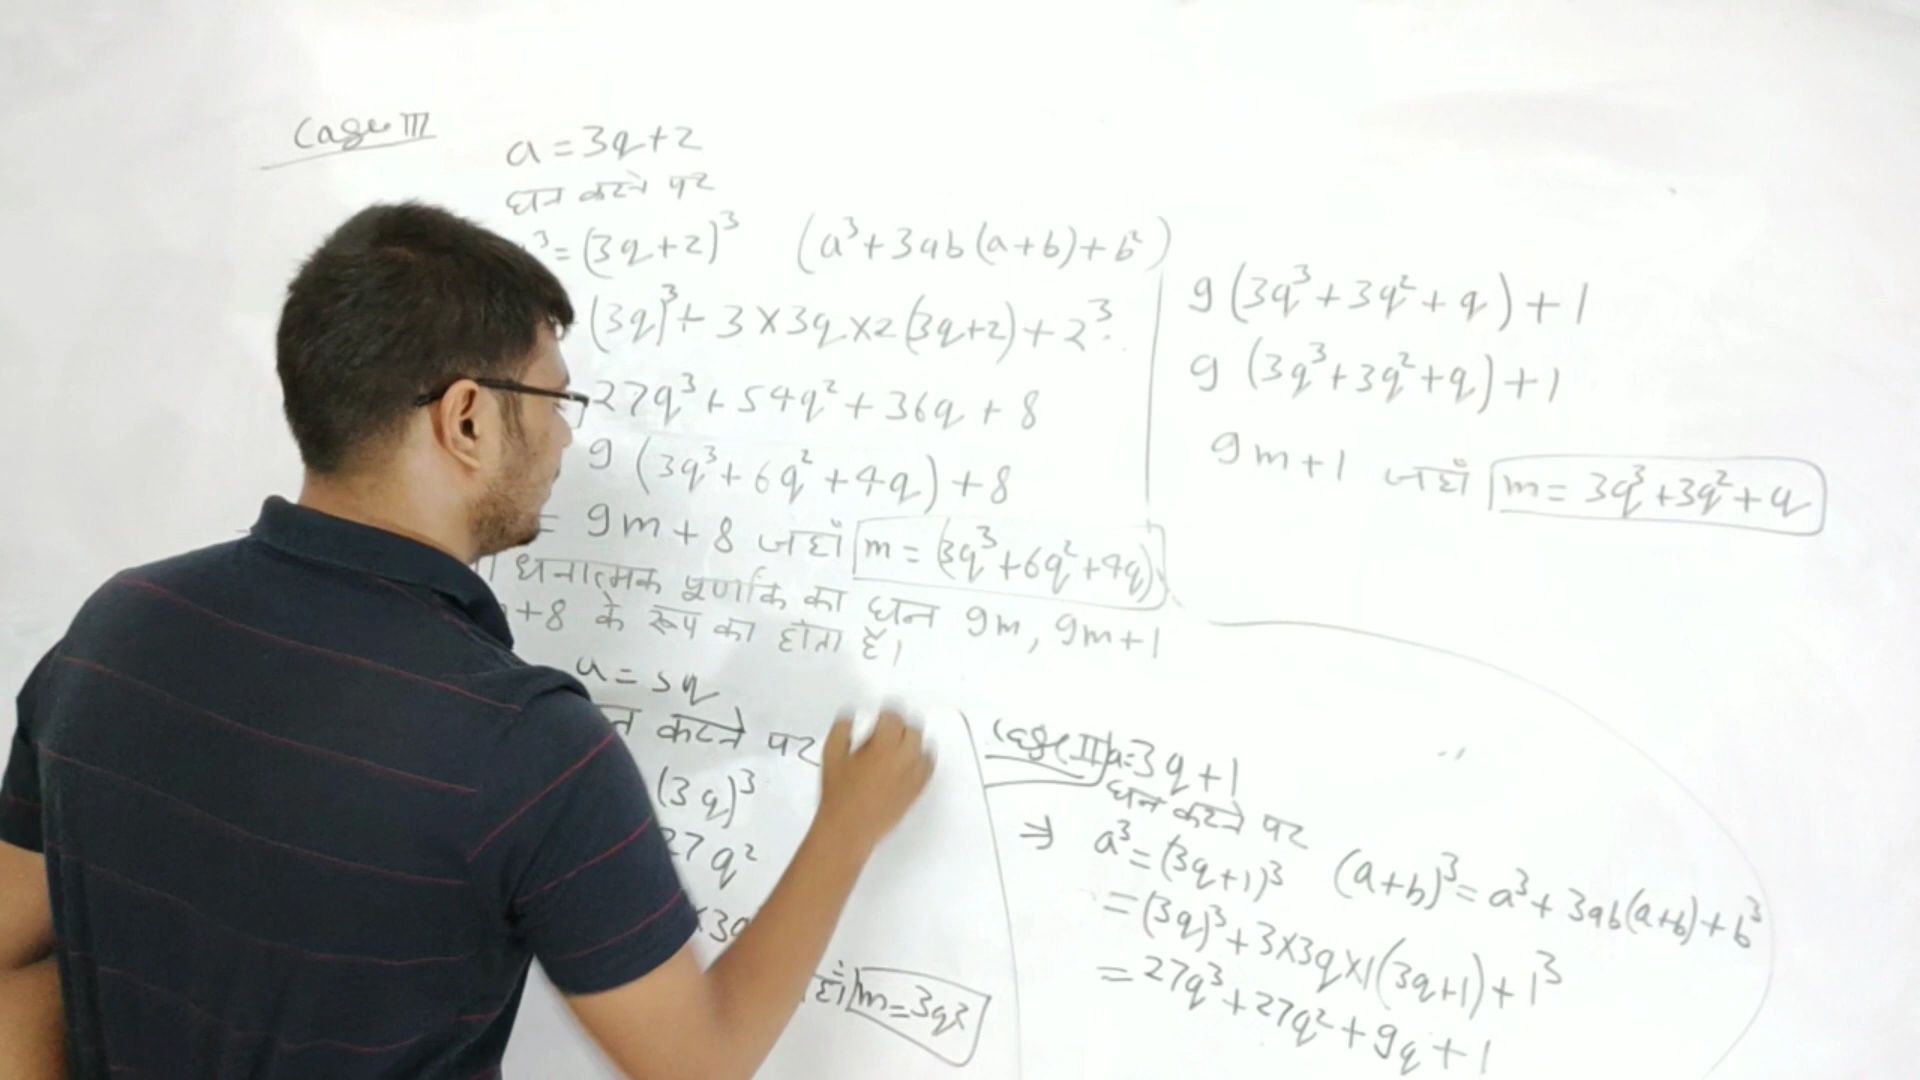 Case III
a = 3q+2
घन करने पर
³ = (3q+2)³ (a³+3ab(a+b)+b²)
(3q)³ + 3×3q×2(3q+2)+2³
27q³ + 54q² + 36q + 8
9(3q³+6q²+4q)+8
= 9m+8 जहाँ m = (3q³+6q²+4q)
धनात्मक पूर्णांक का घन 9m, 9m+1
+8 के रूप का होता है।
a = 3q
करने पर
(3q)³
27q²
×3q
m = 3q³
9(3q³+3q²+q)+1
9(3q³+3q²+q)+1
9m+1 जहाँ m = 3q³+3q²+q
Case II a = 3q+1
घन करने पर
⇒ a³ = (3q+1)³ (a+b)³ = a³+3ab(a+b)+b³
= (3q)³+3×3q×1(3q+1)+1³
= 27q³+27q²+9q+1